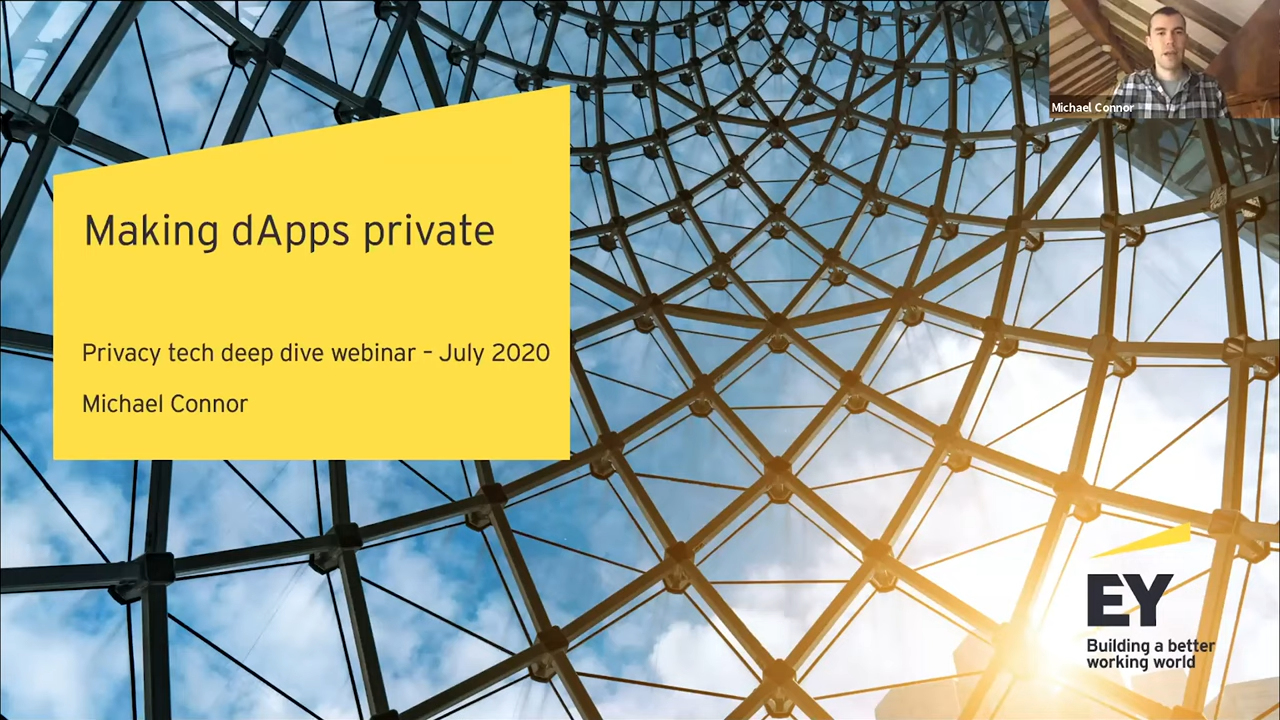 Michael Connor
Making dApps private
Privacy tech deep dive webinar – July 2020
Michael Connor
EY
Building a better
working world